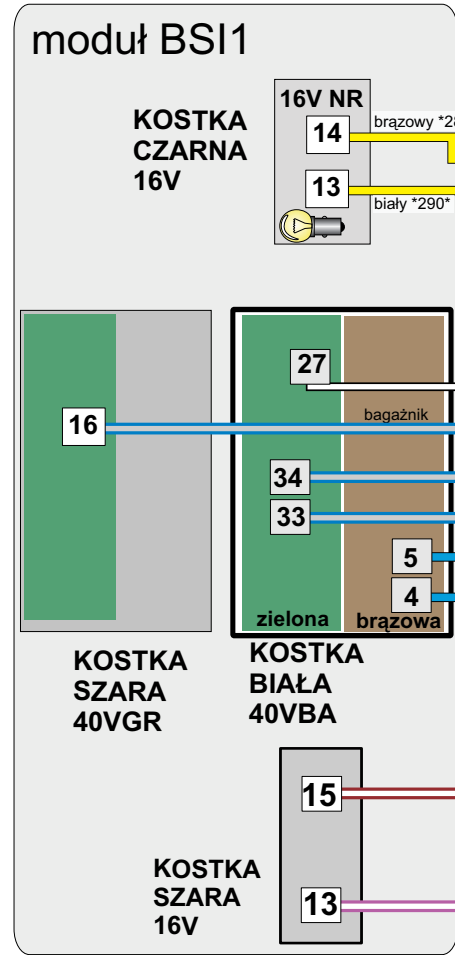 moduł BSI1
KOSTKA
CZARNA
16V
16V NR
14
brązowy *28
13
biały *290*
27
bagażnik
16
34
33
5
4
zielona
brązowa
KOSTKA
SZARA
40VGR
KOSTKA
BIAŁA
40VBA
15
KOSTKA
SZARA
16V
13